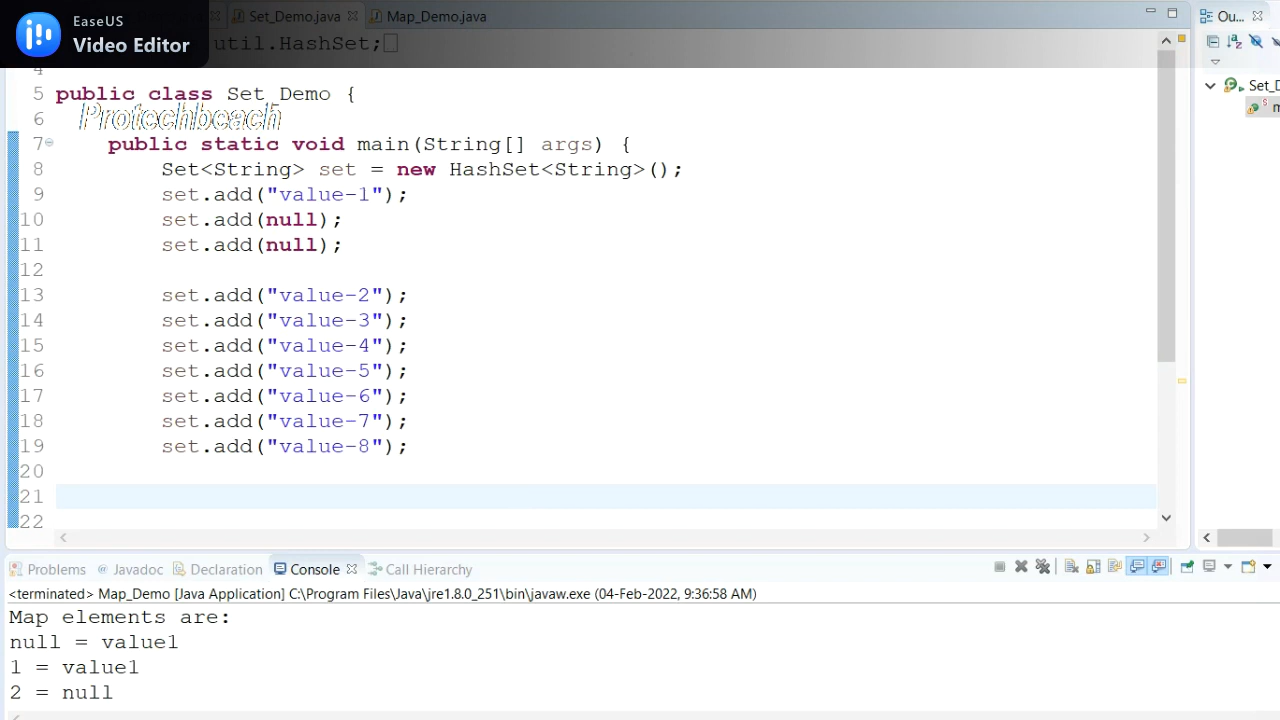 EaseUS
Video Editor
Set_Demo.java
Map_Demo.java
Ou...
util.HashSet;
4
5 public class Set_Demo {
6
Protechbeach
7 public static void main(String[] args) {
8 Set<String> set = new HashSet<String>();
9 set.add("value-1");
10 set.add(null);
11 set.add(null);
12
13 set.add("value-2");
14 set.add("value-3");
15 set.add("value-4");
16 set.add("value-5");
17 set.add("value-6");
18 set.add("value-7");
19 set.add("value-8");
20
21
22
Set_D
m
Problems @ Javadoc Declaration Console Call Hierarchy
<terminated> Map_Demo [Java Application] C:\Program Files\Java\jre1.8.0_251\bin\javaw.exe (04-Feb-2022, 9:36:58 AM)
Map elements are:
null = value1
1 = value1
2 = null